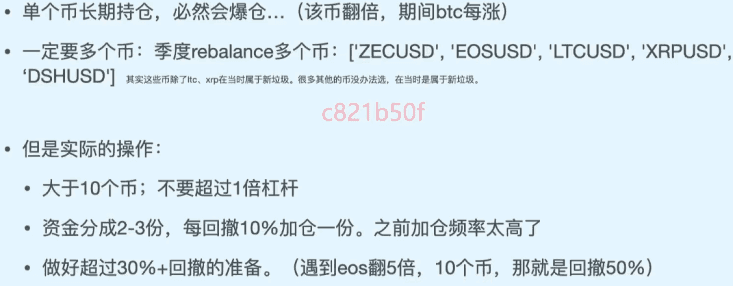 • 单个币长期持仓，必然会爆仓...（该币翻倍，期间btc每涨）
• 一定要多个币：季度rebalance多个币：['ZECUSD', 'EOSUSD', 'LTCUSD', 'XRPUSD',
‘DSHUSD'] 其实这些币除了ltc、xrp在当时属于新垃圾。很多其他的币没办法选，在当时是属于新垃圾。
c821b50f
• 但是实际的操作：
• 大于10个币；不要超过1倍杠杆
• 资金分成2-3份，每回撤10%加仓一份。之前加仓频率太高了
• 做好超过30%+回撤的准备。（遇到eos翻5倍，10个币，那就是回撤50%）